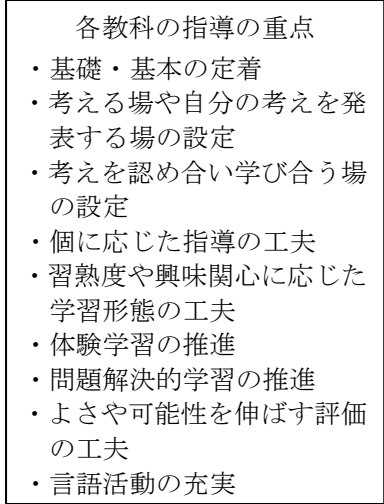 各教科の指導の重点
・基礎・基本の定着
・考える場や自分の考えを発
表する場の設定
・考えを認め合い学び合う場
の設定
・個に応じた指導の工夫
・習熟度や興味関心に応じた
学習形態の工夫
・体験学習の推進
・問題解決的学習の推進
・よさや可能性を伸ばす評価
の工夫
・言語活動の充実